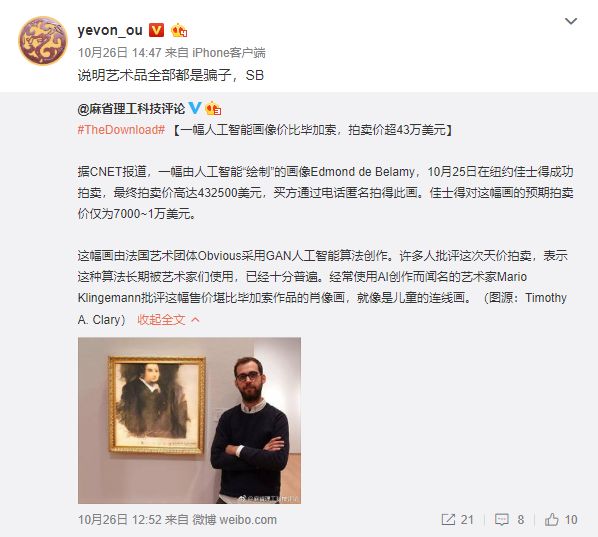 yevon_ou
10月26日 14:47 来自 iPhone客户端
说明艺术品全部都是骗子，SB
@麻省理工科技评论
#TheDownload# 【一幅人工智能画像价比毕加索，拍卖价超43万美元】
据CNET报道，一幅由人工智能“绘制”的画像Edmond de Belamy，10月25日在纽约佳士得成功
拍卖，最终拍卖价高达432500美元，买方通过电话匿名拍得此画。佳士得对这幅画的预期拍卖
价仅为7000~1万美元。
这幅画由法国艺术团体Obvious采用GAN人工智能算法创作。许多人批评这次天价拍卖，表示
这种算法长期被艺术家们使用，已经十分普遍。经常使用AI创作而闻名的艺术家Mario
Klingemann批评这幅售价堪比毕加索作品的肖像画，就像是儿童的连线画。（图源：Timothy
A. Clary） 收起全文
@麻省理工科技评论
10月26日 12:52 来自 微博 weibo.com
21 8 10